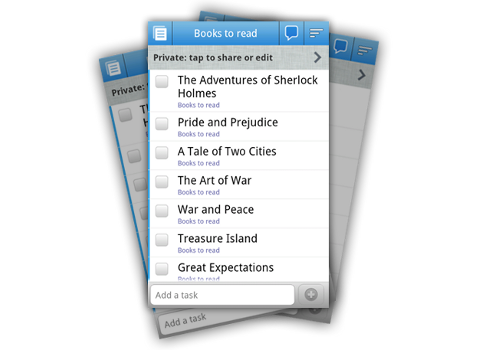 Books to read
Private: tap to share or edit
The Adventures of Sherlock
Holmes
Books to read
Pride and Prejudice
Books to read
A Tale of Two Cities
Books to read
The Art of War
Books to read
War and Peace
Books to read
Treasure Island
Books to read
Great Expectations
Books to read
Add a task
Private:
Add a task